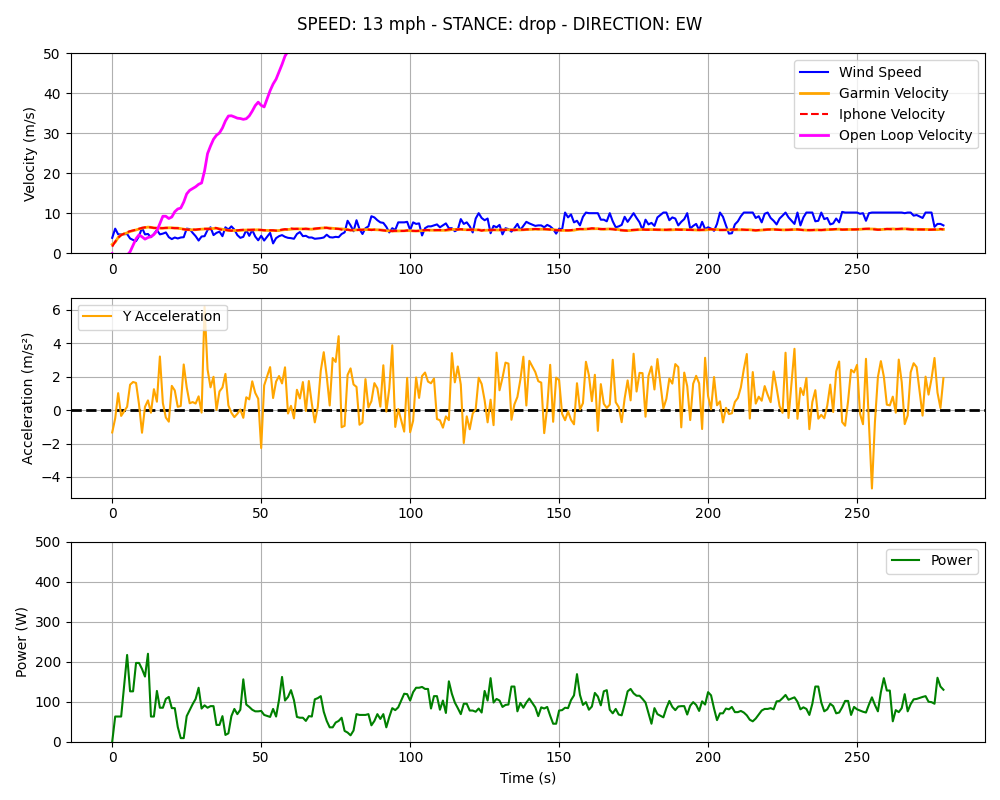 SPEED: 13 mph - STANCE: drop - DIRECTION: EW
Velocity (m/s)
50
40
30
20
10
0
Wind Speed
Garmin Velocity
Iphone Velocity
Open Loop Velocity
0 50 100 150 200 250
Acceleration (m/s²)
6
4
2
0
−2
−4
Y Acceleration
0 50 100 150 200 250
Power (W)
500
400
300
200
100
0
Power
0 50 100 150 200 250
Time (s)